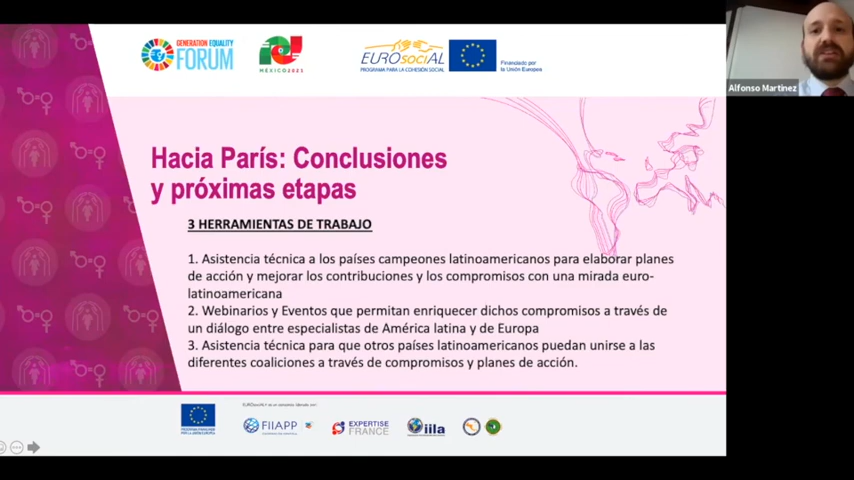 GENERATION EQUALITY
FORUM
MÉXICO2021
EUROsociAL
PROGRAMA PARA LA COHESIÓN SOCIAL
Financiado por
la Unión Europea
Alfonso Martínez
Hacia París: Conclusiones
y próximas etapas
3 HERRAMIENTAS DE TRABAJO
1. Asistencia técnica a los países campeones latinoamericanos para elaborar planes
de acción y mejorar los contribuciones y los compromisos con una mirada euro-
latinoamericana
2. Webinarios y Eventos que permitan enriquecer dichos compromisos a través de
un diálogo entre especialistas de América latina y de Europa
3. Asistencia técnica para que otros países latinoamericanos puedan unirse a las
diferentes coaliciones a través de compromisos y planes de acción.
FIIAPP
EXPERTISE
FRANCE
iila